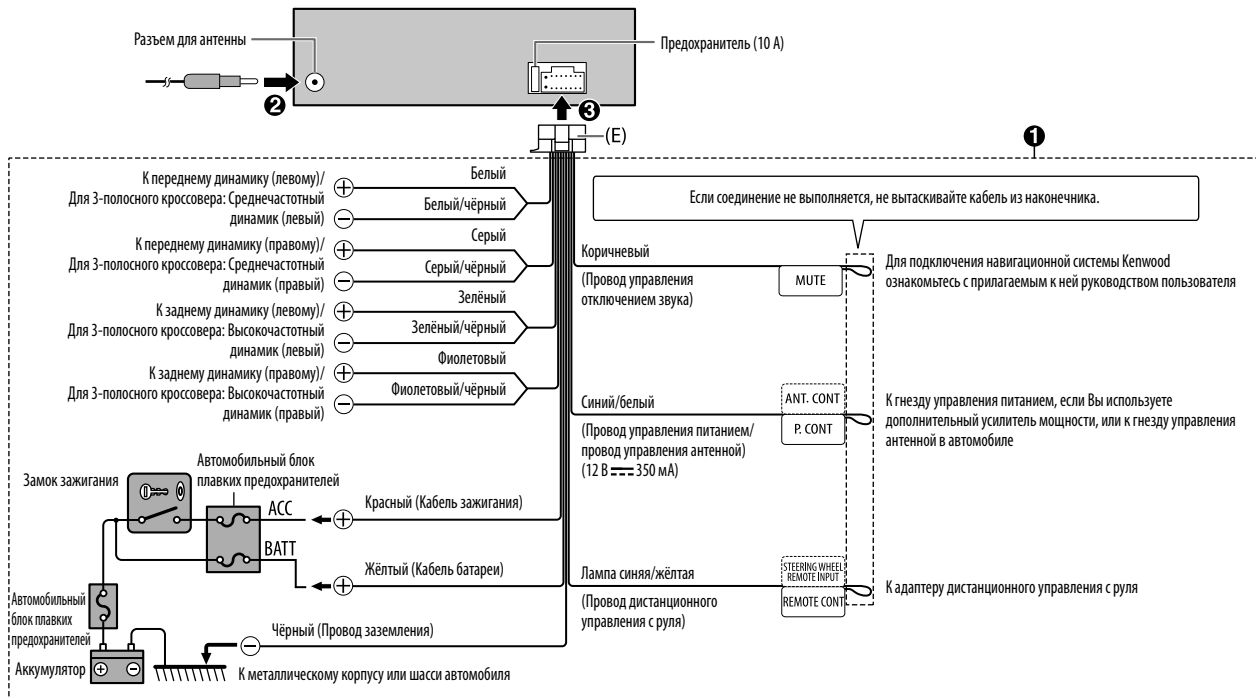 Разъем для антенны
Предохранитель (10 A)
2
3
(E)
1
К переднему динамику (левому)/
Для 3-полосного кроссовера: Среднечастотный
динамик (левый)
Белый
Белый/чёрный
К переднему динамику (правому)/
Для 3-полосного кроссовера: Среднечастотный
динамик (правый)
Серый
Серый/чёрный
К заднему динамику (левому)/
Для 3-полосного кроссовера: Высокочастотный
динамик (левый)
Зелёный
Зелёный/чёрный
К заднему динамику (правому)/
Для 3-полосного кроссовера: Высокочастотный
динамик (правый)
Фиолетовый
Фиолетовый/чёрный
Если соединение не выполняется, не вытаскивайте кабель из наконечника.
Коричневый
(Провод управления
отключением звука)
MUTE
Для подключения навигационной системы Kenwood
ознакомьтесь с прилагаемым к ней руководством пользователя
Синий/белый
(Провод управления питанием/
провод управления антенной)
(12 В 350 мА)
ANT. CONT
P. CONT
К гнезду управления питанием, если Вы используете
дополнительный усилитель мощности, или к гнезду управления
антенной в автомобиле
Замок зажигания
Автомобильный блок
плавких предохранителей
ACC
Красный (Кабель зажигания)
BATT
Жёлтый (Кабель батареи)
Лампа синяя/жёлтая
(Провод дистанционного
управления с руля)
STEERING WHEEL
REMOTE INPUT
REMOTE CONT
К адаптеру дистанционного управления с руля
Автомобильный
блок плавких
предохранителей
Чёрный (Провод заземления)
Аккумулятор
К металлическому корпусу или шасси автомобиля